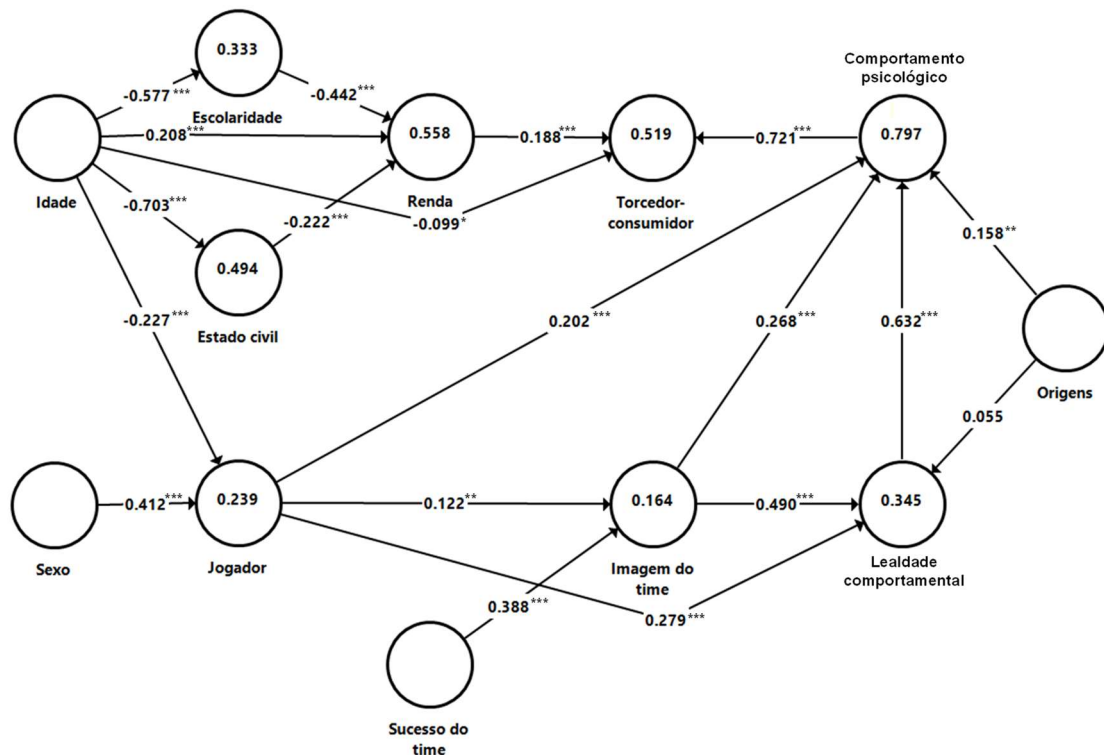 0.333
Comportamento
psicológico
-0.577***
-0.442***
Escolaridade
0.208***
0.558
0.188***
0.519
0.721***
0.797
Idade
Renda
Torcedor-
consumidor
-0.703***
-0.222***
-0.099*
0.158**
0.494
Estado civil
-0.227***
0.202***
0.268***
0.632***
Origens
0.055
0.412***
0.239
0.122**
0.164
0.490***
0.345
Sexo
Jogador
Imagem do
time
Lealdade
comportamental
0.388***
0.279***
Sucesso do
time